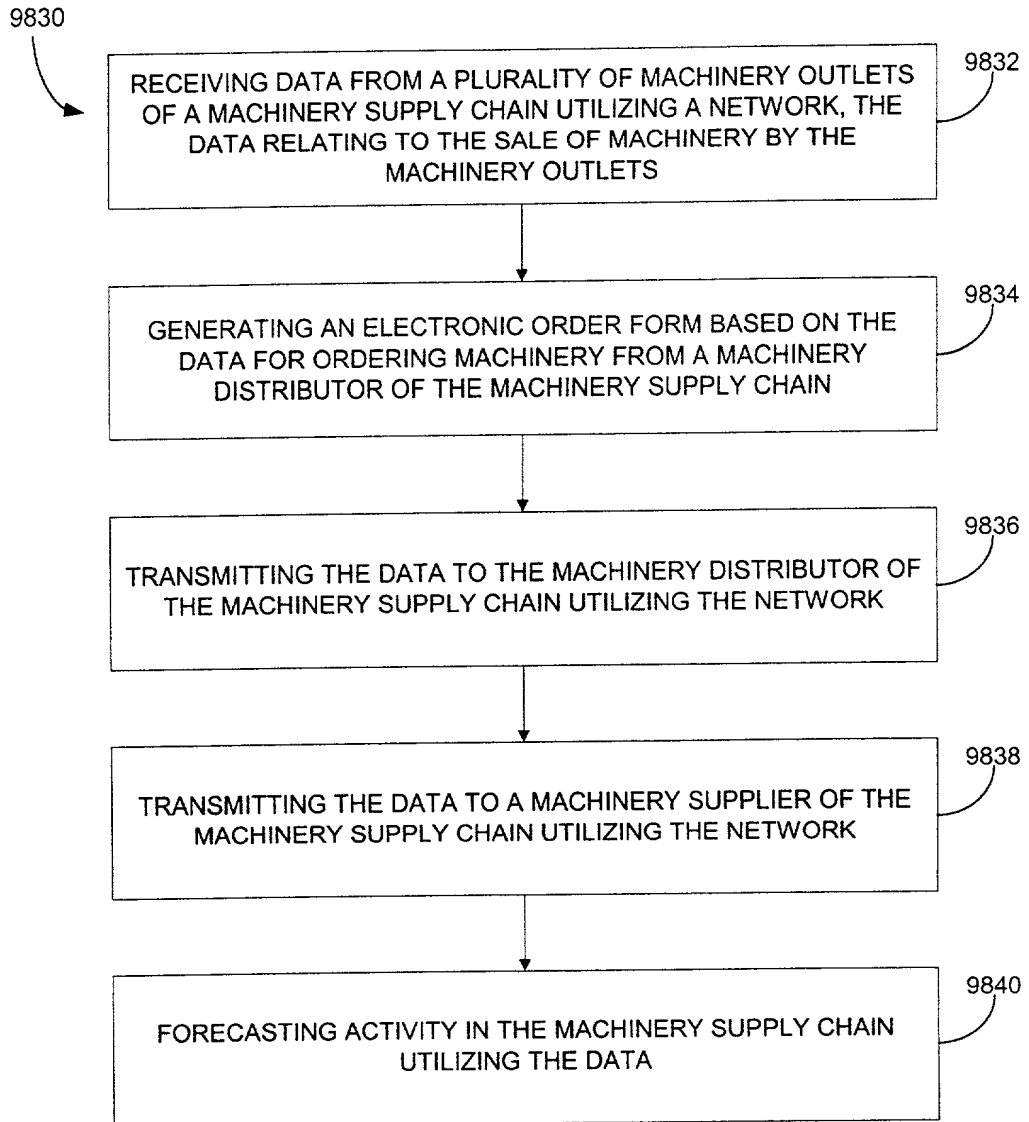 9830
9832
RECEIVING DATA FROM A PLURALITY OF MACHINERY OUTLETS
OF A MACHINERY SUPPLY CHAIN UTILIZING A NETWORK, THE
DATA RELATING TO THE SALE OF MACHINERY BY THE
MACHINERY OUTLETS
9834
GENERATING AN ELECTRONIC ORDER FORM BASED ON THE
DATA FOR ORDERING MACHINERY FROM A MACHINERY
DISTRIBUTOR OF THE MACHINERY SUPPLY CHAIN
9836
TRANSMITTING THE DATA TO THE MACHINERY DISTRIBUTOR OF
THE MACHINERY SUPPLY CHAIN UTILIZING THE NETWORK
9838
TRANSMITTING THE DATA TO A MACHINERY SUPPLIER OF THE
MACHINERY SUPPLY CHAIN UTILIZING THE NETWORK
9840
FORECASTING ACTIVITY IN THE MACHINERY SUPPLY CHAIN
UTILIZING THE DATA